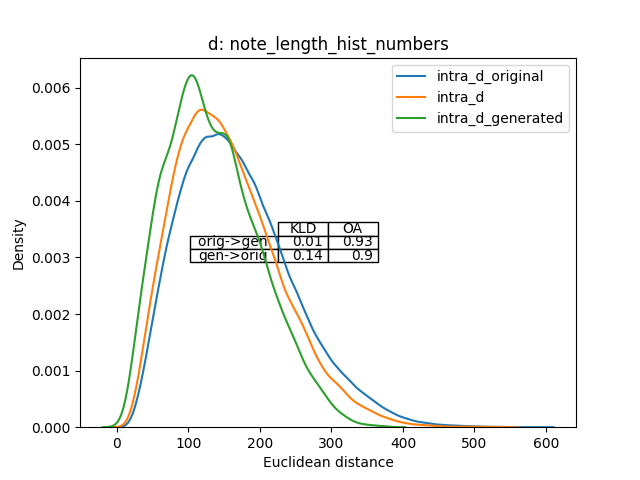 d: note_length_hist_numbers
intra_d_original
intra_d
intra_d_generated
Density
0.006
0.005
0.004
0.003
0.002
0.001
0.000
KLD OA
orig->gen 0.01 0.93
gen->orig 0.14 0.9
0 100 200 300 400 500 600
Euclidean distance